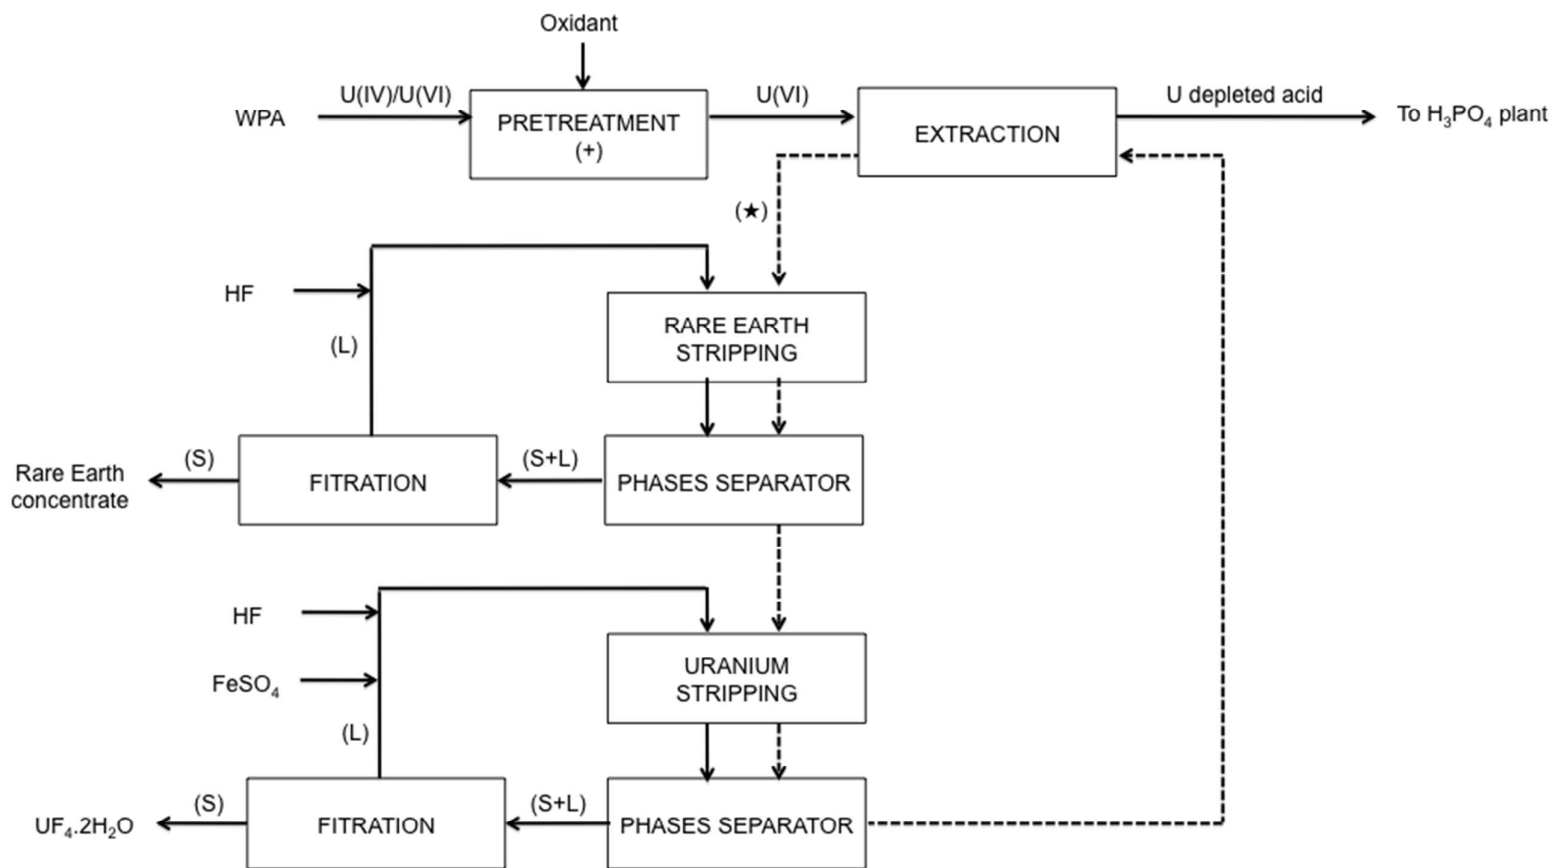 Oxidant
WPA
U(IV)/U(VI)
PRETREATMENT
(+)
U(VI)
EXTRACTION
U depleted acid
To H₃PO₄ plant
(★)
HF
(L)
RARE EARTH
STRIPPING
Rare Earth
concentrate
(S)
FITRATION
(S+L)
PHASES SEPARATOR
HF
FeSO₄
(L)
URANIUM
STRIPPING
UF₄.2H₂O
(S)
FITRATION
(S+L)
PHASES SEPARATOR